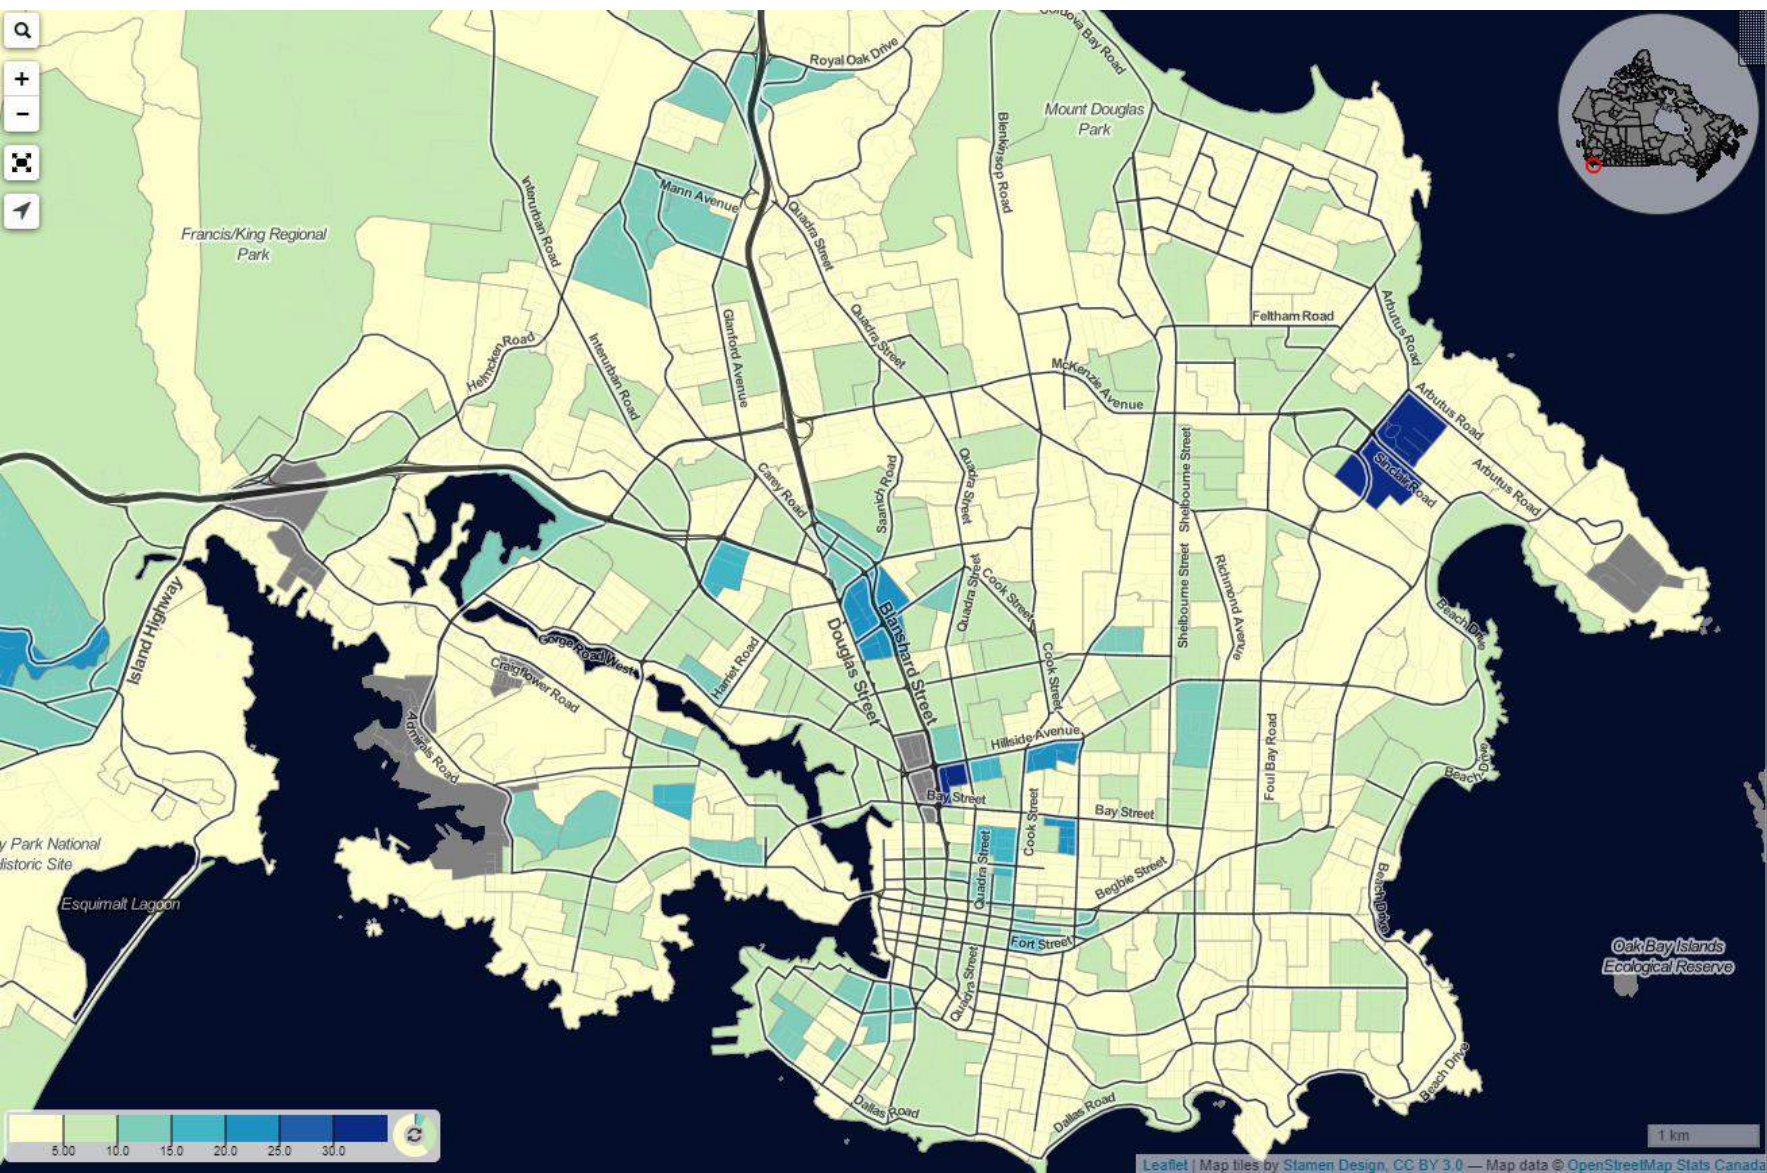 +
−
Royal Oak Drive
Cordova Bay Road
Mount Douglas
Park
Blenkinsop Road
Interurban Road
Mann Avenue
Quadra Street
Francis/King Regional
Park
Quadra Street
Glanford Avenue
Helmcken Road
Interurban Road
Feltham Road
Arbutus Road
McKenzie Avenue
Arbutus Road
Shelbourne Street
Sinclair Road
Arbutus Road
Carey Road
Saanich Road
Quadra Street
Island Highway
Quadra Street
Cook Street
Shelbourne Street
Richmond Avenue
Beach Drive
Gorge Road West
Craigflower Road
Harriet Road
Douglas Street
Blanshard Street
Cook Street
Admirals Road
Hillside Avenue
Foul Bay Road
Beach Drive
Beach Drive
Bay Street
Bay Street
Cook Street
Quadra Street
Begbie Street
Beach Drive
y Park National
Historic Site
Esquimalt Lagoon
Fort Street
Quadra Street
Oak Bay Islands
Ecological Reserve
Dallas Road
Dallas Road
Beach Drive
5.00 10.0 15.0 20.0 25.0 30.0
1 km
Leaflet | Map tiles by Stamen Design, CC BY 3.0 — Map data © OpenStreetMap Stats Canada